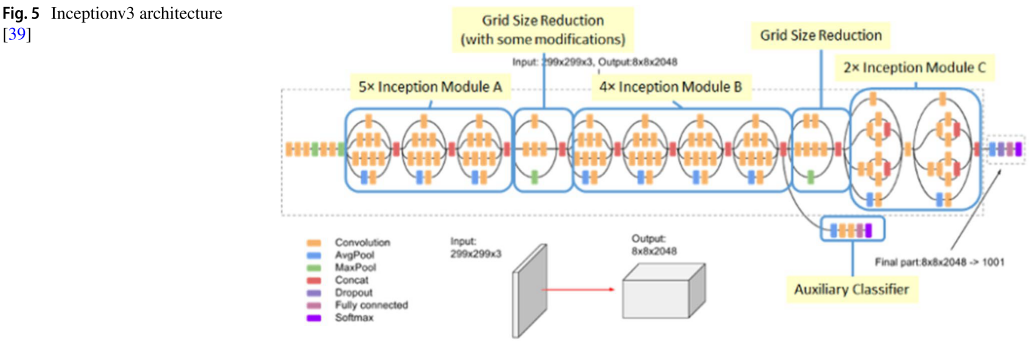 Fig. 5 Inceptionv3 architecture
[39]
Grid Size Reduction
(with some modifications)
Grid Size Reduction
Input: 299x299x3, Output:8x8x2048
2× Inception Module C
5× Inception Module A
4× Inception Module B
Convolution
AvgPool
MaxPool
Concat
Dropout
Fully connected
Softmax
Input:
299x299x3
Output:
8x8x2048
Final part:8x8x2048 -> 1001
Auxiliary Classifier